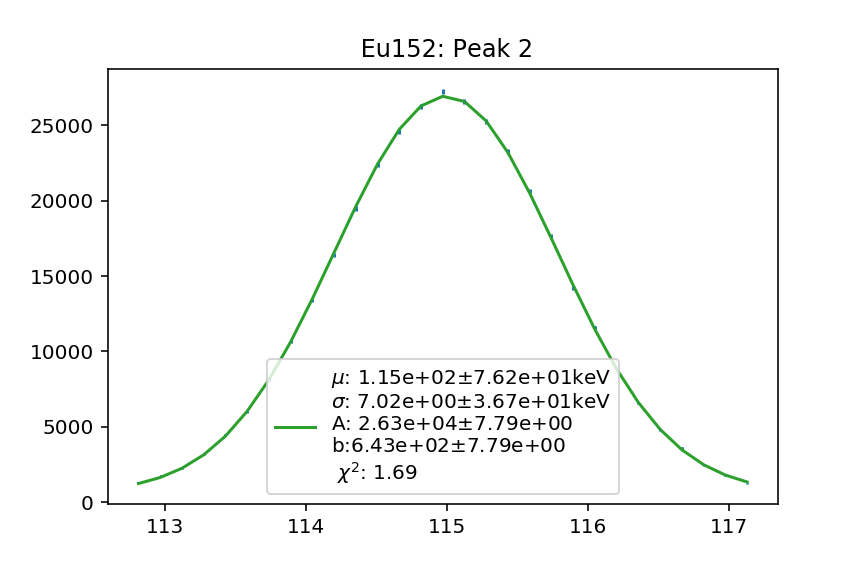 Eu152: Peak 2
25000
20000
15000
10000
5000
0
μ: 1.15e+02±7.62e+01keV
σ: 7.02e+00±3.67e+01keV
A: 2.63e+04±7.79e+00
b:6.43e+02±7.79e+00
χ²: 1.69
113 114 115 116 117